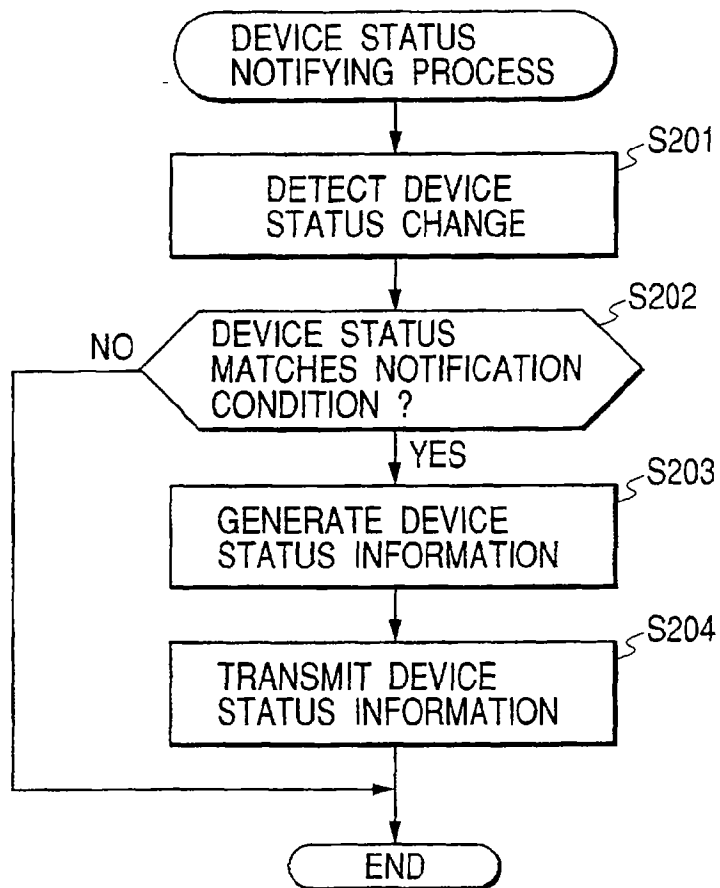 DEVICE STATUS
NOTIFYING PROCESS
S201
DETECT DEVICE
STATUS CHANGE
S202
NO
DEVICE STATUS
MATCHES NOTIFICATION
CONDITION ?
YES
S203
GENERATE DEVICE
STATUS INFORMATION
S204
TRANSMIT DEVICE
STATUS INFORMATION
END